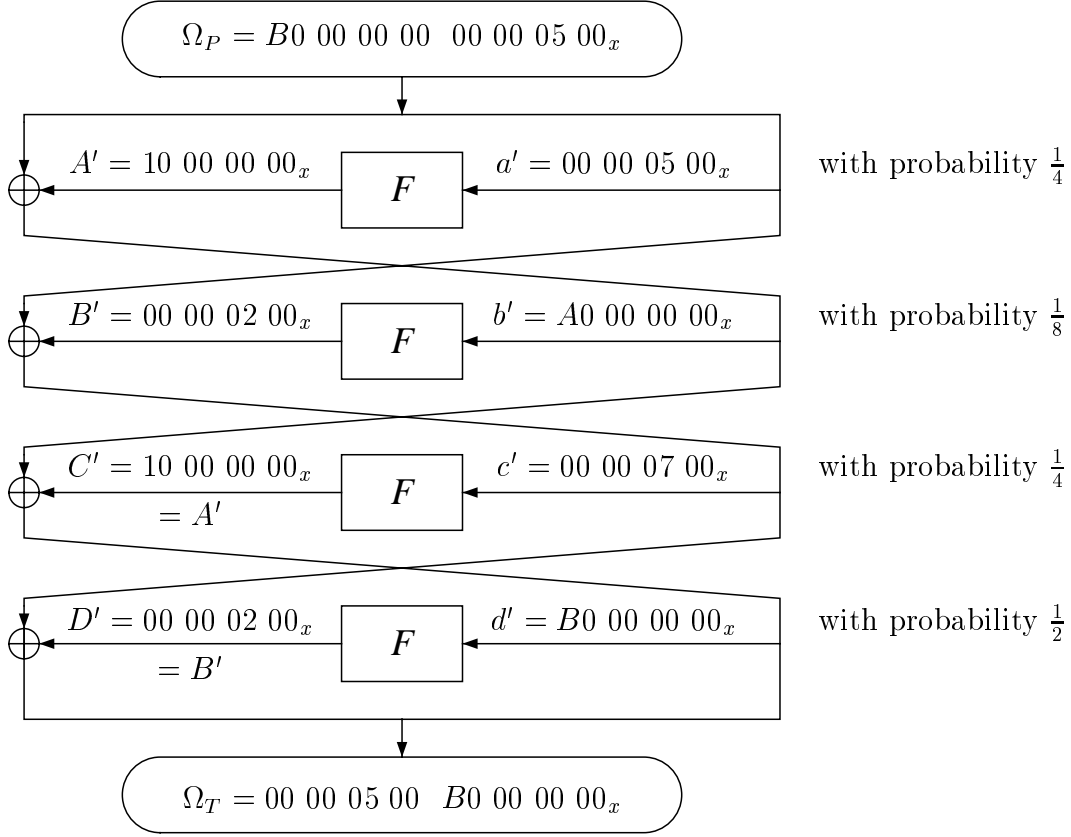 Ω_P = B0 00 00 00  00 00 05 00_x
A′ = 10 00 00 00_x
F
a′ = 00 00 05 00_x
with probability 1/4
B′ = 00 00 02 00_x
F
b′ = A0 00 00 00_x
with probability 1/8
C′ = 10 00 00 00_x
= A′
F
c′ = 00 00 07 00_x
with probability 1/4
D′ = 00 00 02 00_x
= B′
F
d′ = B0 00 00 00_x
with probability 1/2
Ω_T = 00 00 05 00  B0 00 00 00_x